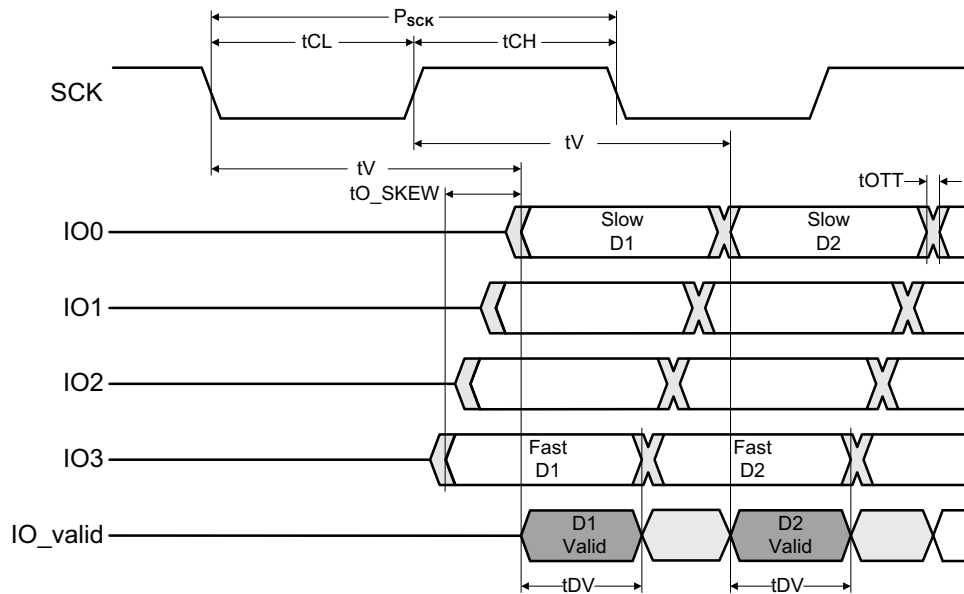 PSCK
tCL
tCH
SCK
tV
tV
tO_SKEW
tOTT
IO0
Slow
D1
Slow
D2
IO1
IO2
IO3
Fast
D1
Fast
D2
IO_valid
D1
Valid
D2
Valid
tDV
tDV